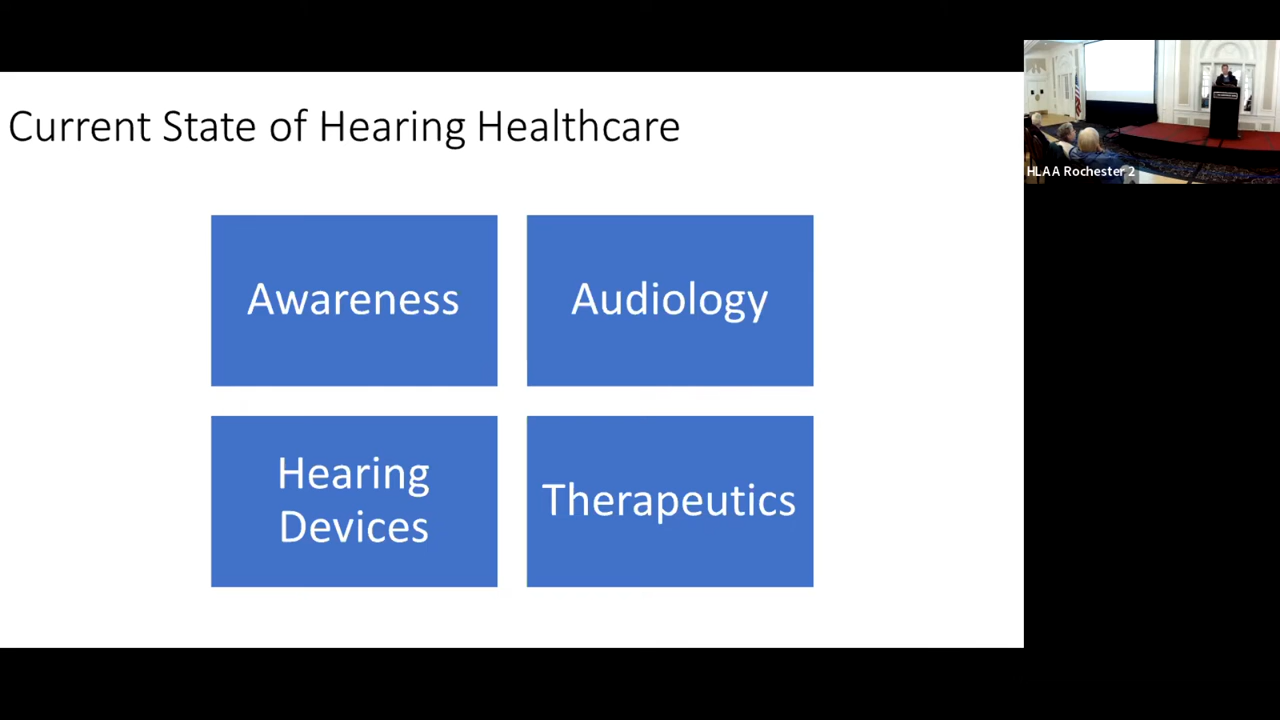 Current State of Hearing Healthcare
Awareness
Audiology
Hearing
Devices
Therapeutics
HLAA Rochester 2